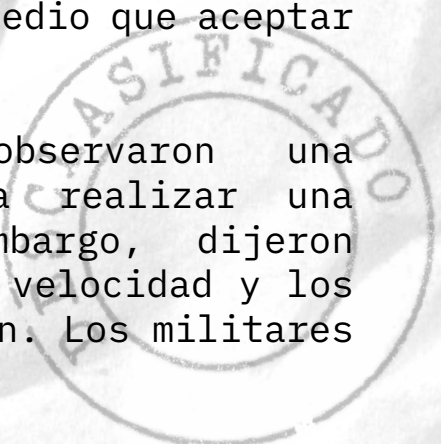 edio que aceptar
observaron una
a realizar una
mbargo, dijeron
velocidad y los
n. Los militares
DESCLASIFICADO